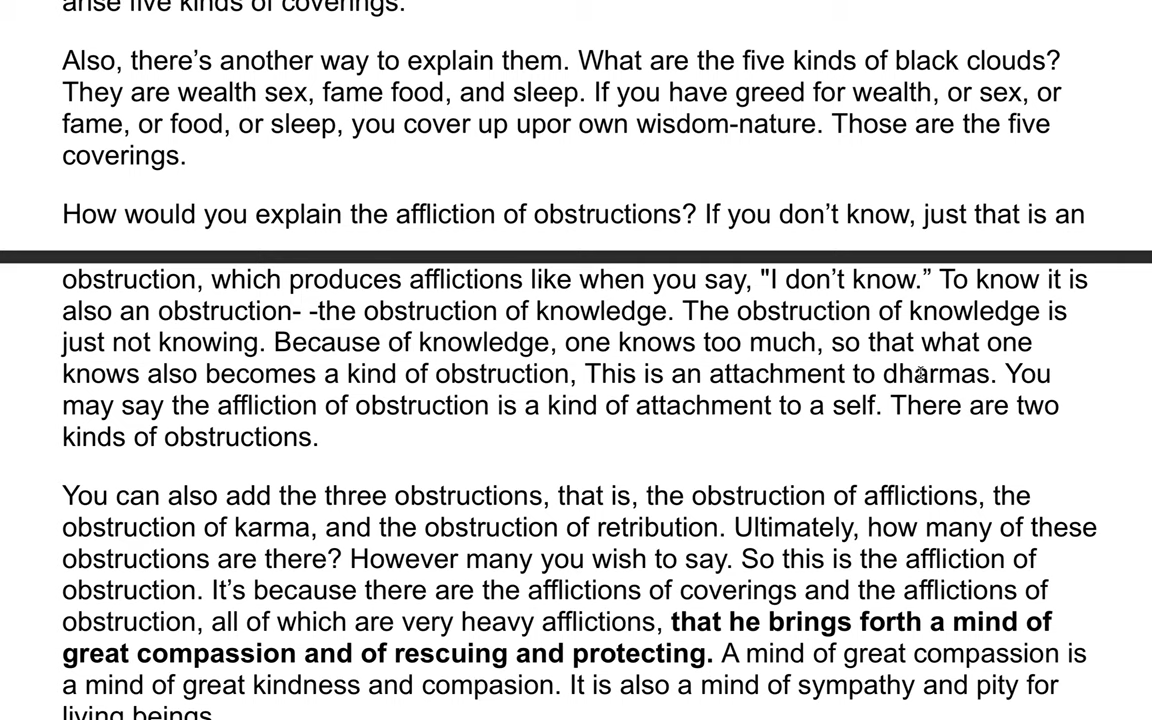 arise five kinds of coverings.
Also, there’s another way to explain them. What are the five kinds of black clouds?
They are wealth sex, fame food, and sleep. If you have greed for wealth, or sex, or
fame, or food, or sleep, you cover up upor own wisdom-nature. Those are the five
coverings.
How would you explain the affliction of obstructions? If you don’t know, just that is an
obstruction, which produces afflictions like when you say, "I don’t know.” To know it is
also an obstruction- -the obstruction of knowledge. The obstruction of knowledge is
just not knowing. Because of knowledge, one knows too much, so that what one
knows also becomes a kind of obstruction, This is an attachment to dharmas. You
may say the affliction of obstruction is a kind of attachment to a self. There are two
kinds of obstructions.
You can also add the three obstructions, that is, the obstruction of afflictions, the
obstruction of karma, and the obstruction of retribution. Ultimately, how many of these
obstructions are there? However many you wish to say. So this is the affliction of
obstruction. It’s because there are the afflictions of coverings and the afflictions of
obstruction, all of which are very heavy afflictions, that he brings forth a mind of
great compassion and of rescuing and protecting. A mind of great compassion is
a mind of great kindness and compasion. It is also a mind of sympathy and pity for
living beings.